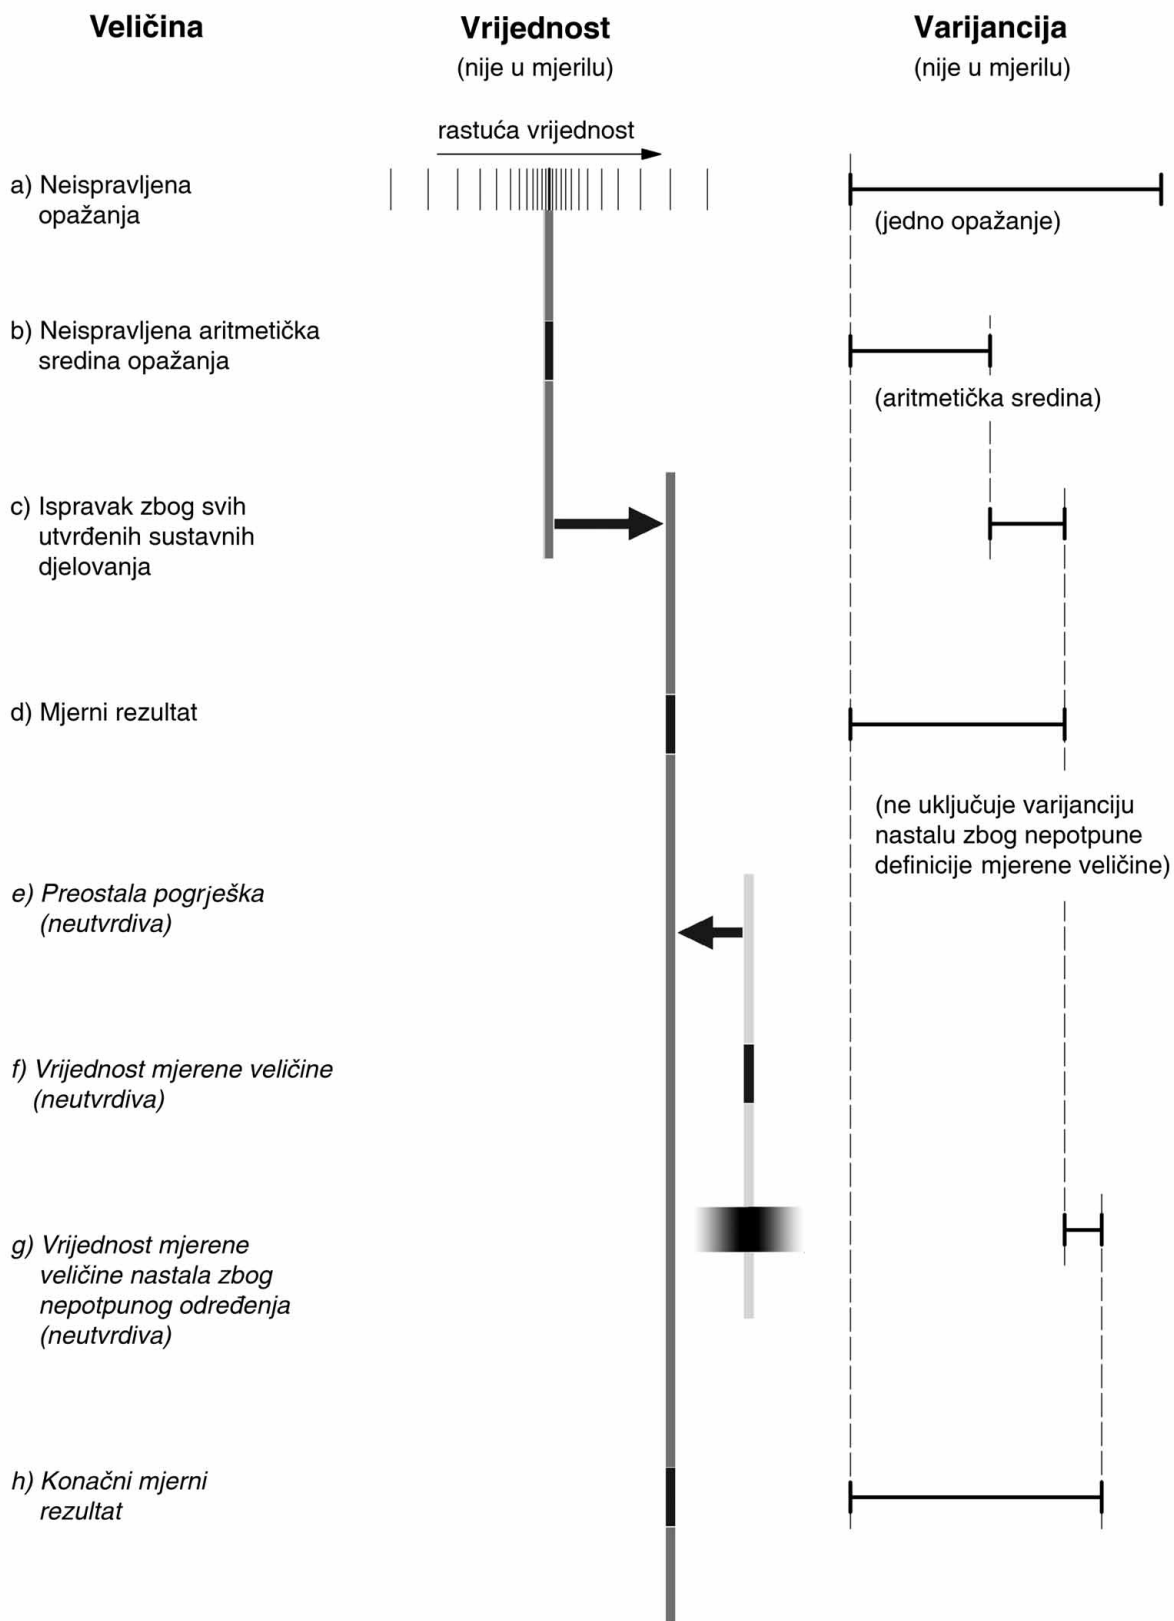 Veličina
Vrijednost
(nije u mjerilu)
Varijancija
(nije u mjerilu)
rastuća vrijednost
a) Neispravljena
opažanja
(jedno opažanje)
b) Neispravljena aritmetička
sredina opažanja
(aritmetička sredina)
c) Ispravak zbog svih
utvrđenih sustavnih
djelovanja
d) Mjerni rezultat
(ne uključuje varijanciju
nastalu zbog nepotpune
definicije mjerene veličine)
e) Preostala pogrješka
(neutvrdiva)
f) Vrijednost mjerene veličine
(neutvrdiva)
g) Vrijednost mjerene
veličine nastala zbog
nepotpunog određenja
(neutvrdiva)
h) Konačni mjerni
rezultat